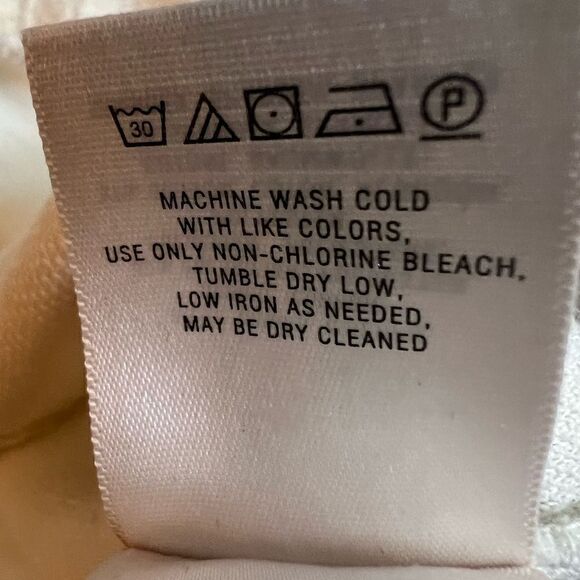 30 P
MACHINE WASH COLD
WITH LIKE COLORS,
USE ONLY NON-CHLORINE BLEACH,
TUMBLE DRY LOW,
LOW IRON AS NEEDED,
MAY BE DRY CLEANED